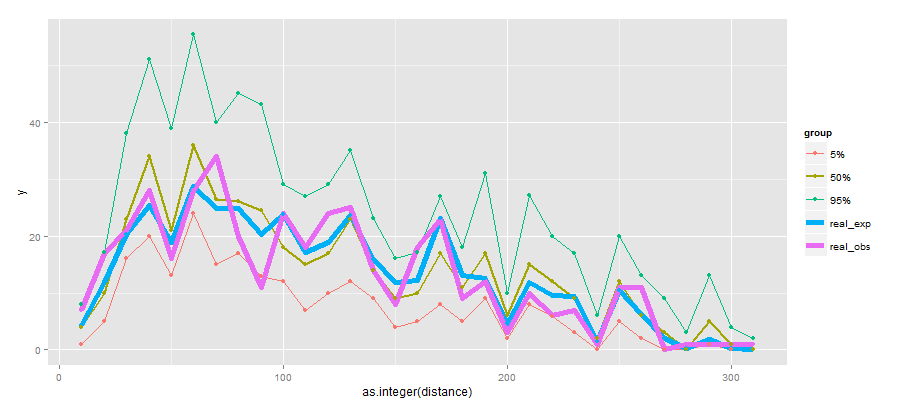 40
20
0
0
100
200
300
y
as.integer(distance)
group
5%
50%
95%
real_exp
real_obs